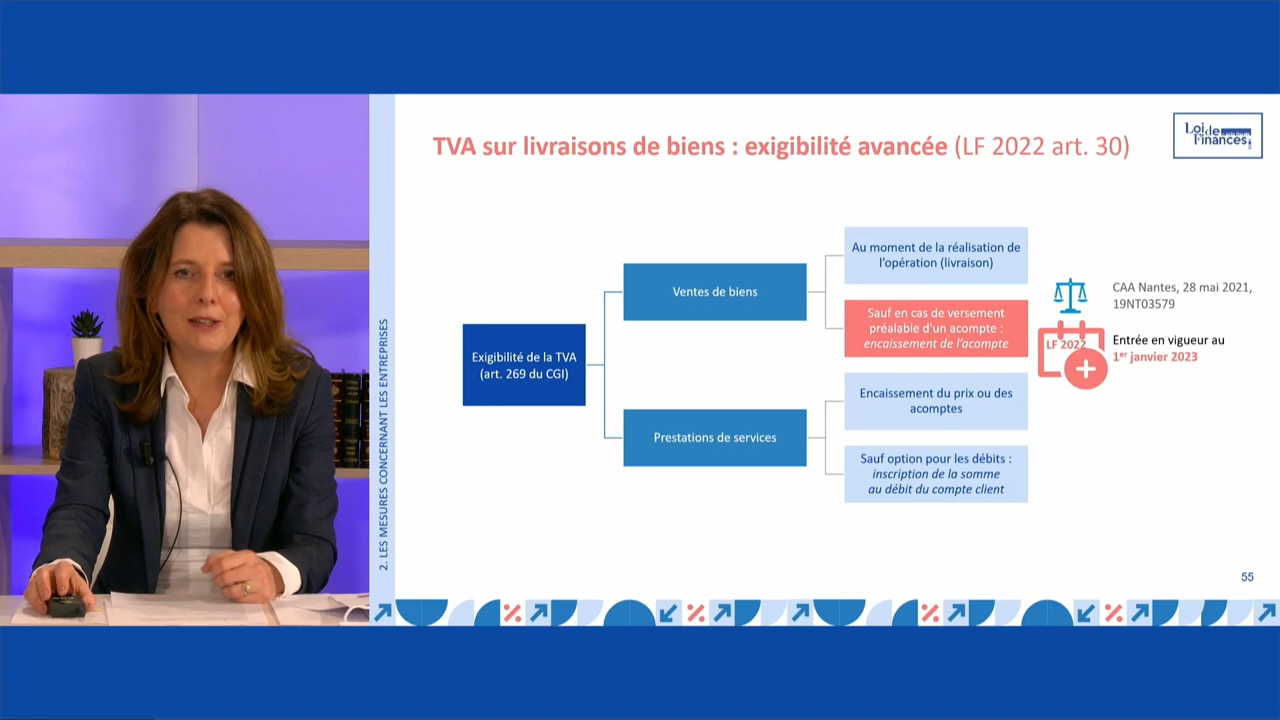 TVA sur livraisons de biens : exigibilité avancée (LF 2022 art. 30)
Loi de
Finances
2. LES MESURES CONCERNANT LES ENTREPRISES
Exigibilité de la TVA
(art. 269 du CGI)
Ventes de biens
Au moment de la réalisation de
l'opération (livraison)
Sauf en cas de versement
préalable d'un acompte :
encaissement de l'acompte
CAA Nantes, 28 mai 2021,
19NT03579
LF 2022
Entrée en vigueur au
1er janvier 2023
Prestations de services
Encaissement du prix ou des
acomptes
Sauf option pour les débits :
inscription de la somme
au débit du compte client
55